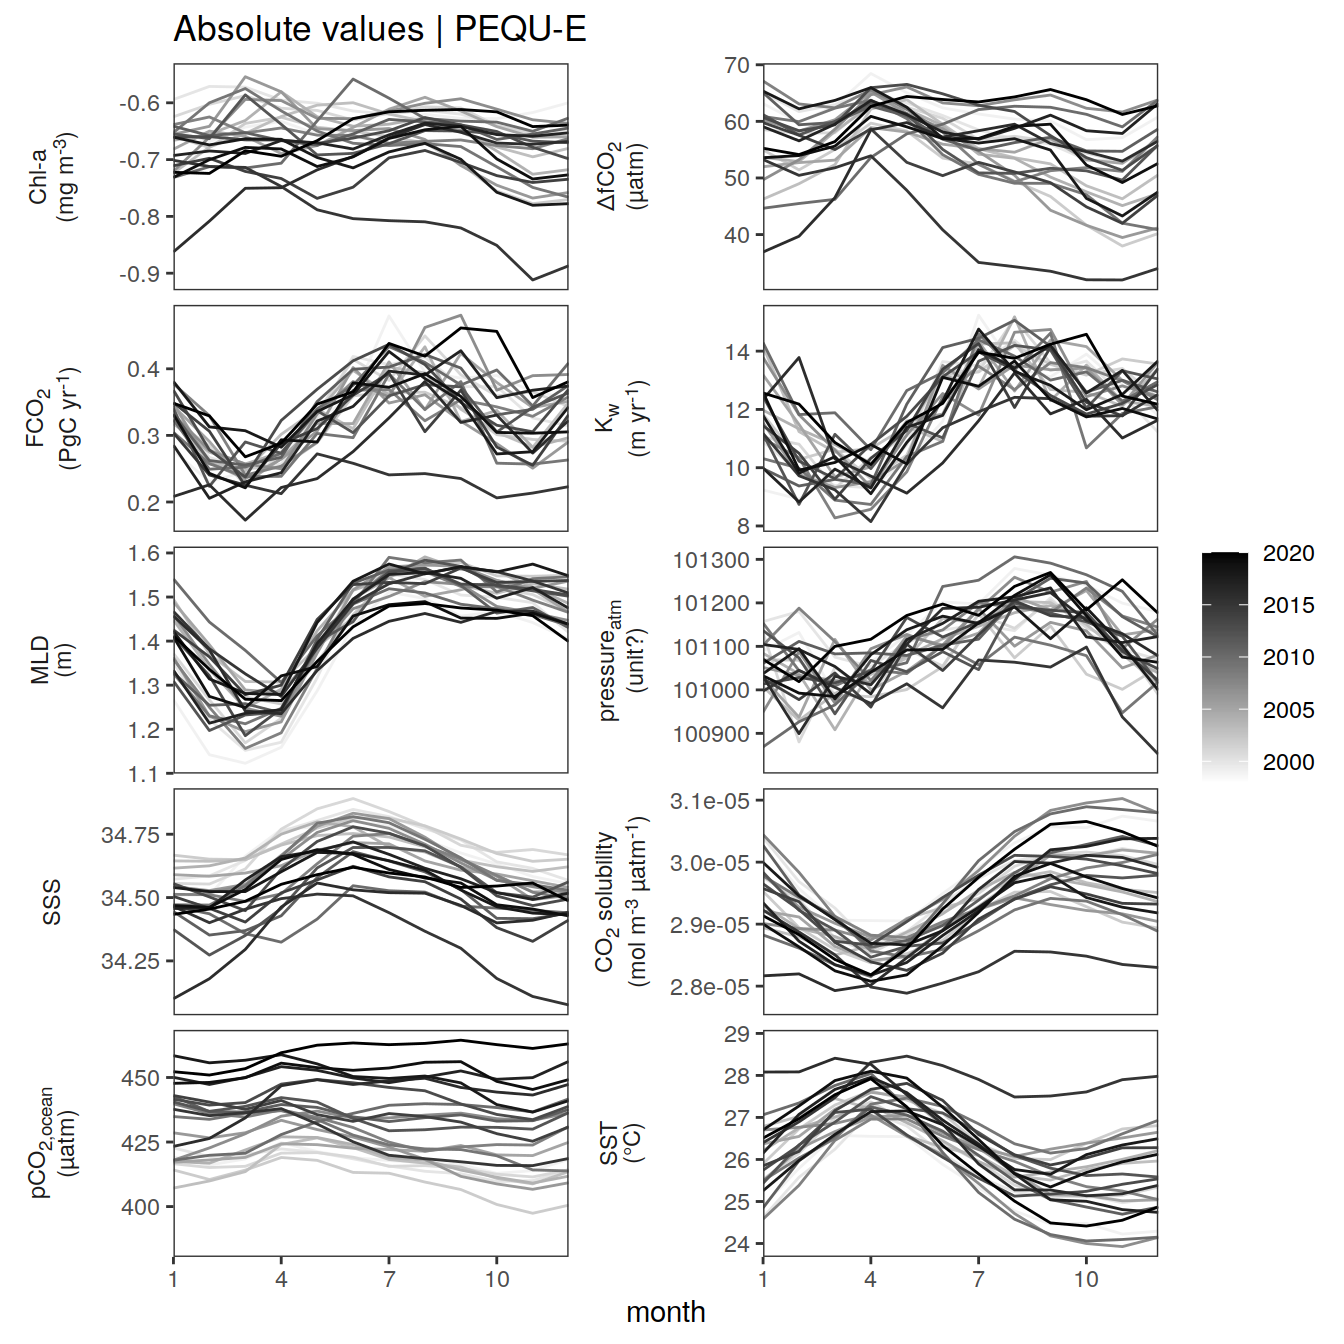 Absolute values | PEQU-E
Chl-a
(mg m-3)
-0.6
-0.7
-0.8
-0.9
ΔfCO2
(µatm)
70
60
50
40
FCO2
(PgC yr-1)
0.4
0.3
0.2
Kw
(m yr-1)
14
12
10
8
MLD
(m)
1.6
1.5
1.4
1.3
1.2
1.1
pressureatm
(unit?)
101300
101200
101100
101000
100900
SSS
34.75
34.50
34.25
CO2 solubility
(mol m-3 µatm-1)
3.1e-05
3.0e-05
2.9e-05
2.8e-05
pCO2,ocean
(µatm)
450
425
400
SST
(°C)
29
28
27
26
25
24
1 4 7 10
1 4 7 10
month
2020
2015
2010
2005
2000